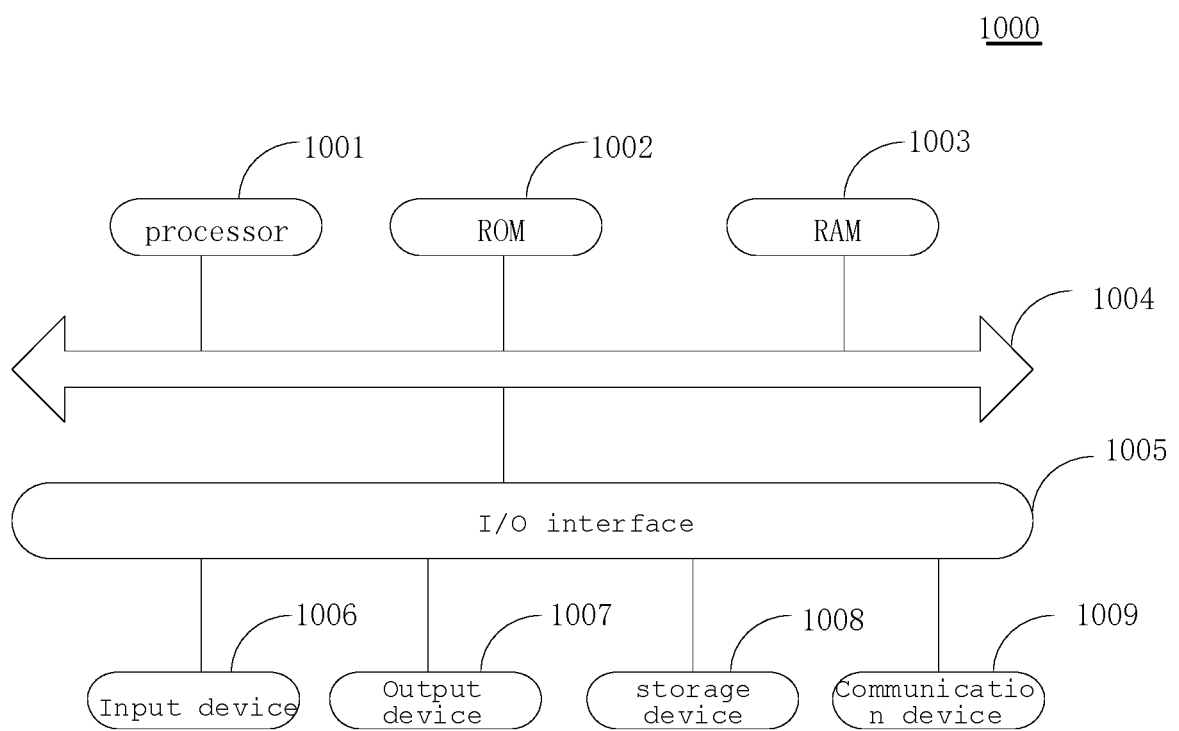 1000
1001
1002
1003
processor
ROM
RAM
1004
1005
I/O interface
1006
1007
1008
1009
Input device
Output
device
storage
device
Communicatio
n device